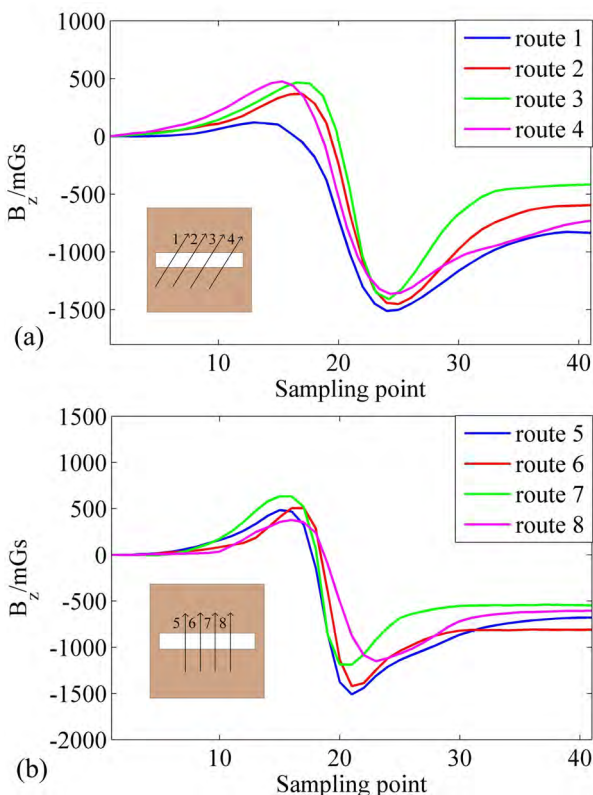 1000
500
0
-500
-1000
-1500
B_z/mGs
route 1
route 2
route 3
route 4
1 2 3 4
10 20 30 40
Sampling point
(a)
1500
1000
500
0
-500
-1000
-1500
-2000
B_z/mGs
route 5
route 6
route 7
route 8
5 6 7 8
10 20 30 40
Sampling point
(b)